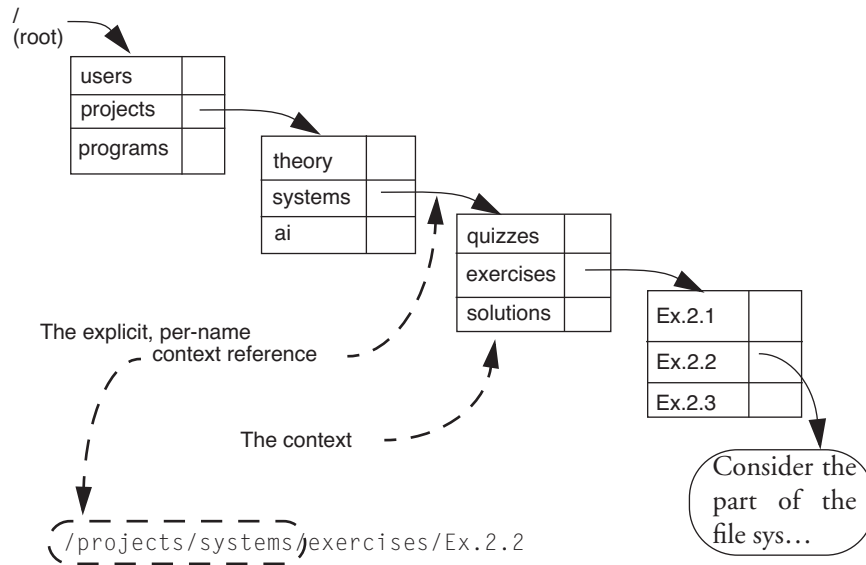 /
(root)
users
projects
programs
theory
systems
ai
quizzes
exercises
solutions
Ex.2.1
Ex.2.2
Ex.2.3
The explicit, per-name
context reference
The context
Consider the
part of the
file sys…
/projects/systems/exercises/Ex.2.2